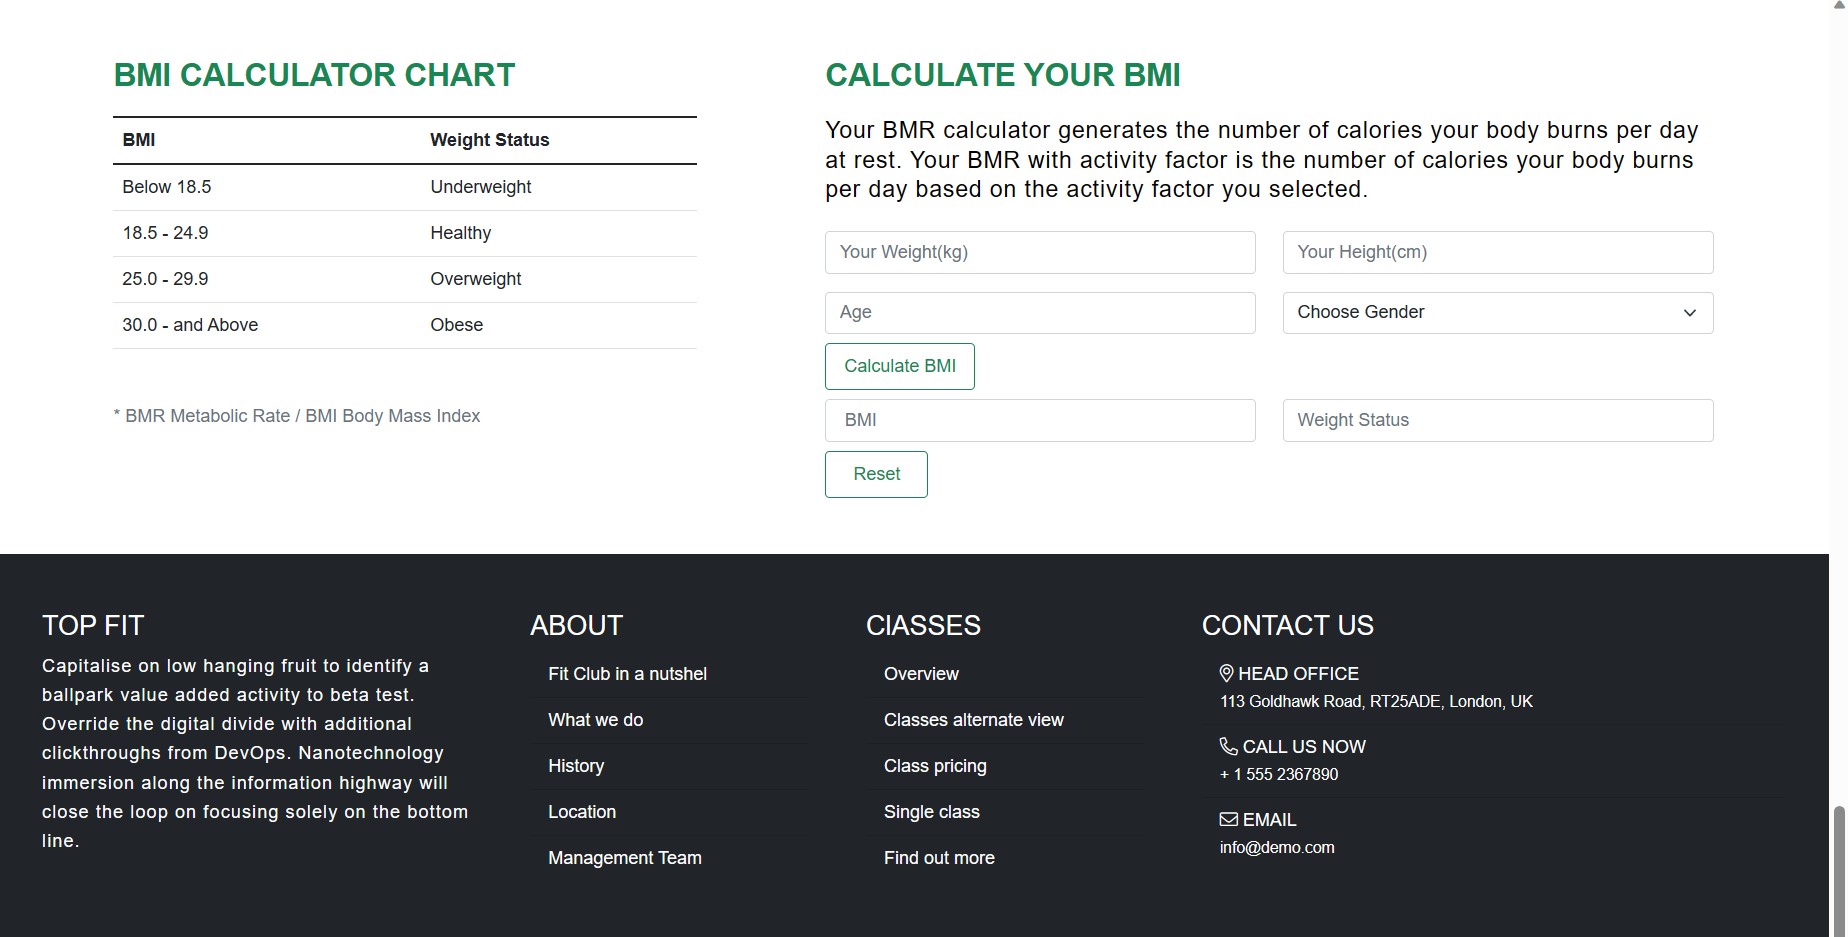 BMI CALCULATOR CHART
BMI Weight Status
Below 18.5 Underweight
18.5 - 24.9 Healthy
25.0 - 29.9 Overweight
30.0 - and Above Obese
* BMR Metabolic Rate / BMI Body Mass Index
CALCULATE YOUR BMI
Your BMR calculator generates the number of calories your body burns per day
at rest. Your BMR with activity factor is the number of calories your body burns
per day based on the activity factor you selected.
Your Weight(kg) Your Height(cm)
Age Choose Gender
Calculate BMI
BMI Weight Status
Reset
TOP FIT
Capitalise on low hanging fruit to identify a
ballpark value added activity to beta test.
Override the digital divide with additional
clickthroughs from DevOps. Nanotechnology
immersion along the information highway will
close the loop on focusing solely on the bottom
line.
ABOUT
Fit Club in a nutshel
What we do
History
Location
Management Team
ClASSES
Overview
Classes alternate view
Class pricing
Single class
Find out more
CONTACT US
HEAD OFFICE
113 Goldhawk Road, RT25ADE, London, UK
CALL US NOW
+ 1 555 2367890
EMAIL
info@demo.com